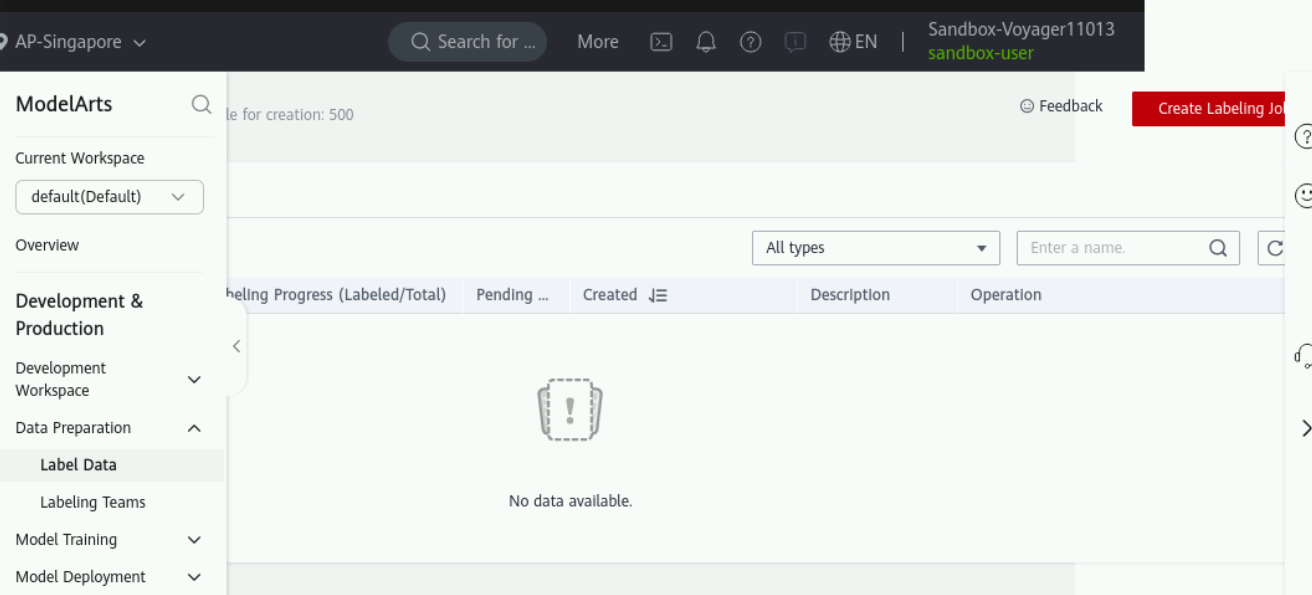 AP-Singapore
Search for ...
More
EN
Sandbox-Voyager11013
sandbox-user
ModelArts
Current Workspace
default(Default)
Overview
Development &
Production
Development
Workspace
Data Preparation
Label Data
Labeling Teams
Model Training
Model Deployment
le for creation: 500
Feedback
Create Labeling Jo
All types
Enter a name.
beling Progress (Labeled/Total)
Pending ...
Created
Description
Operation
No data available.